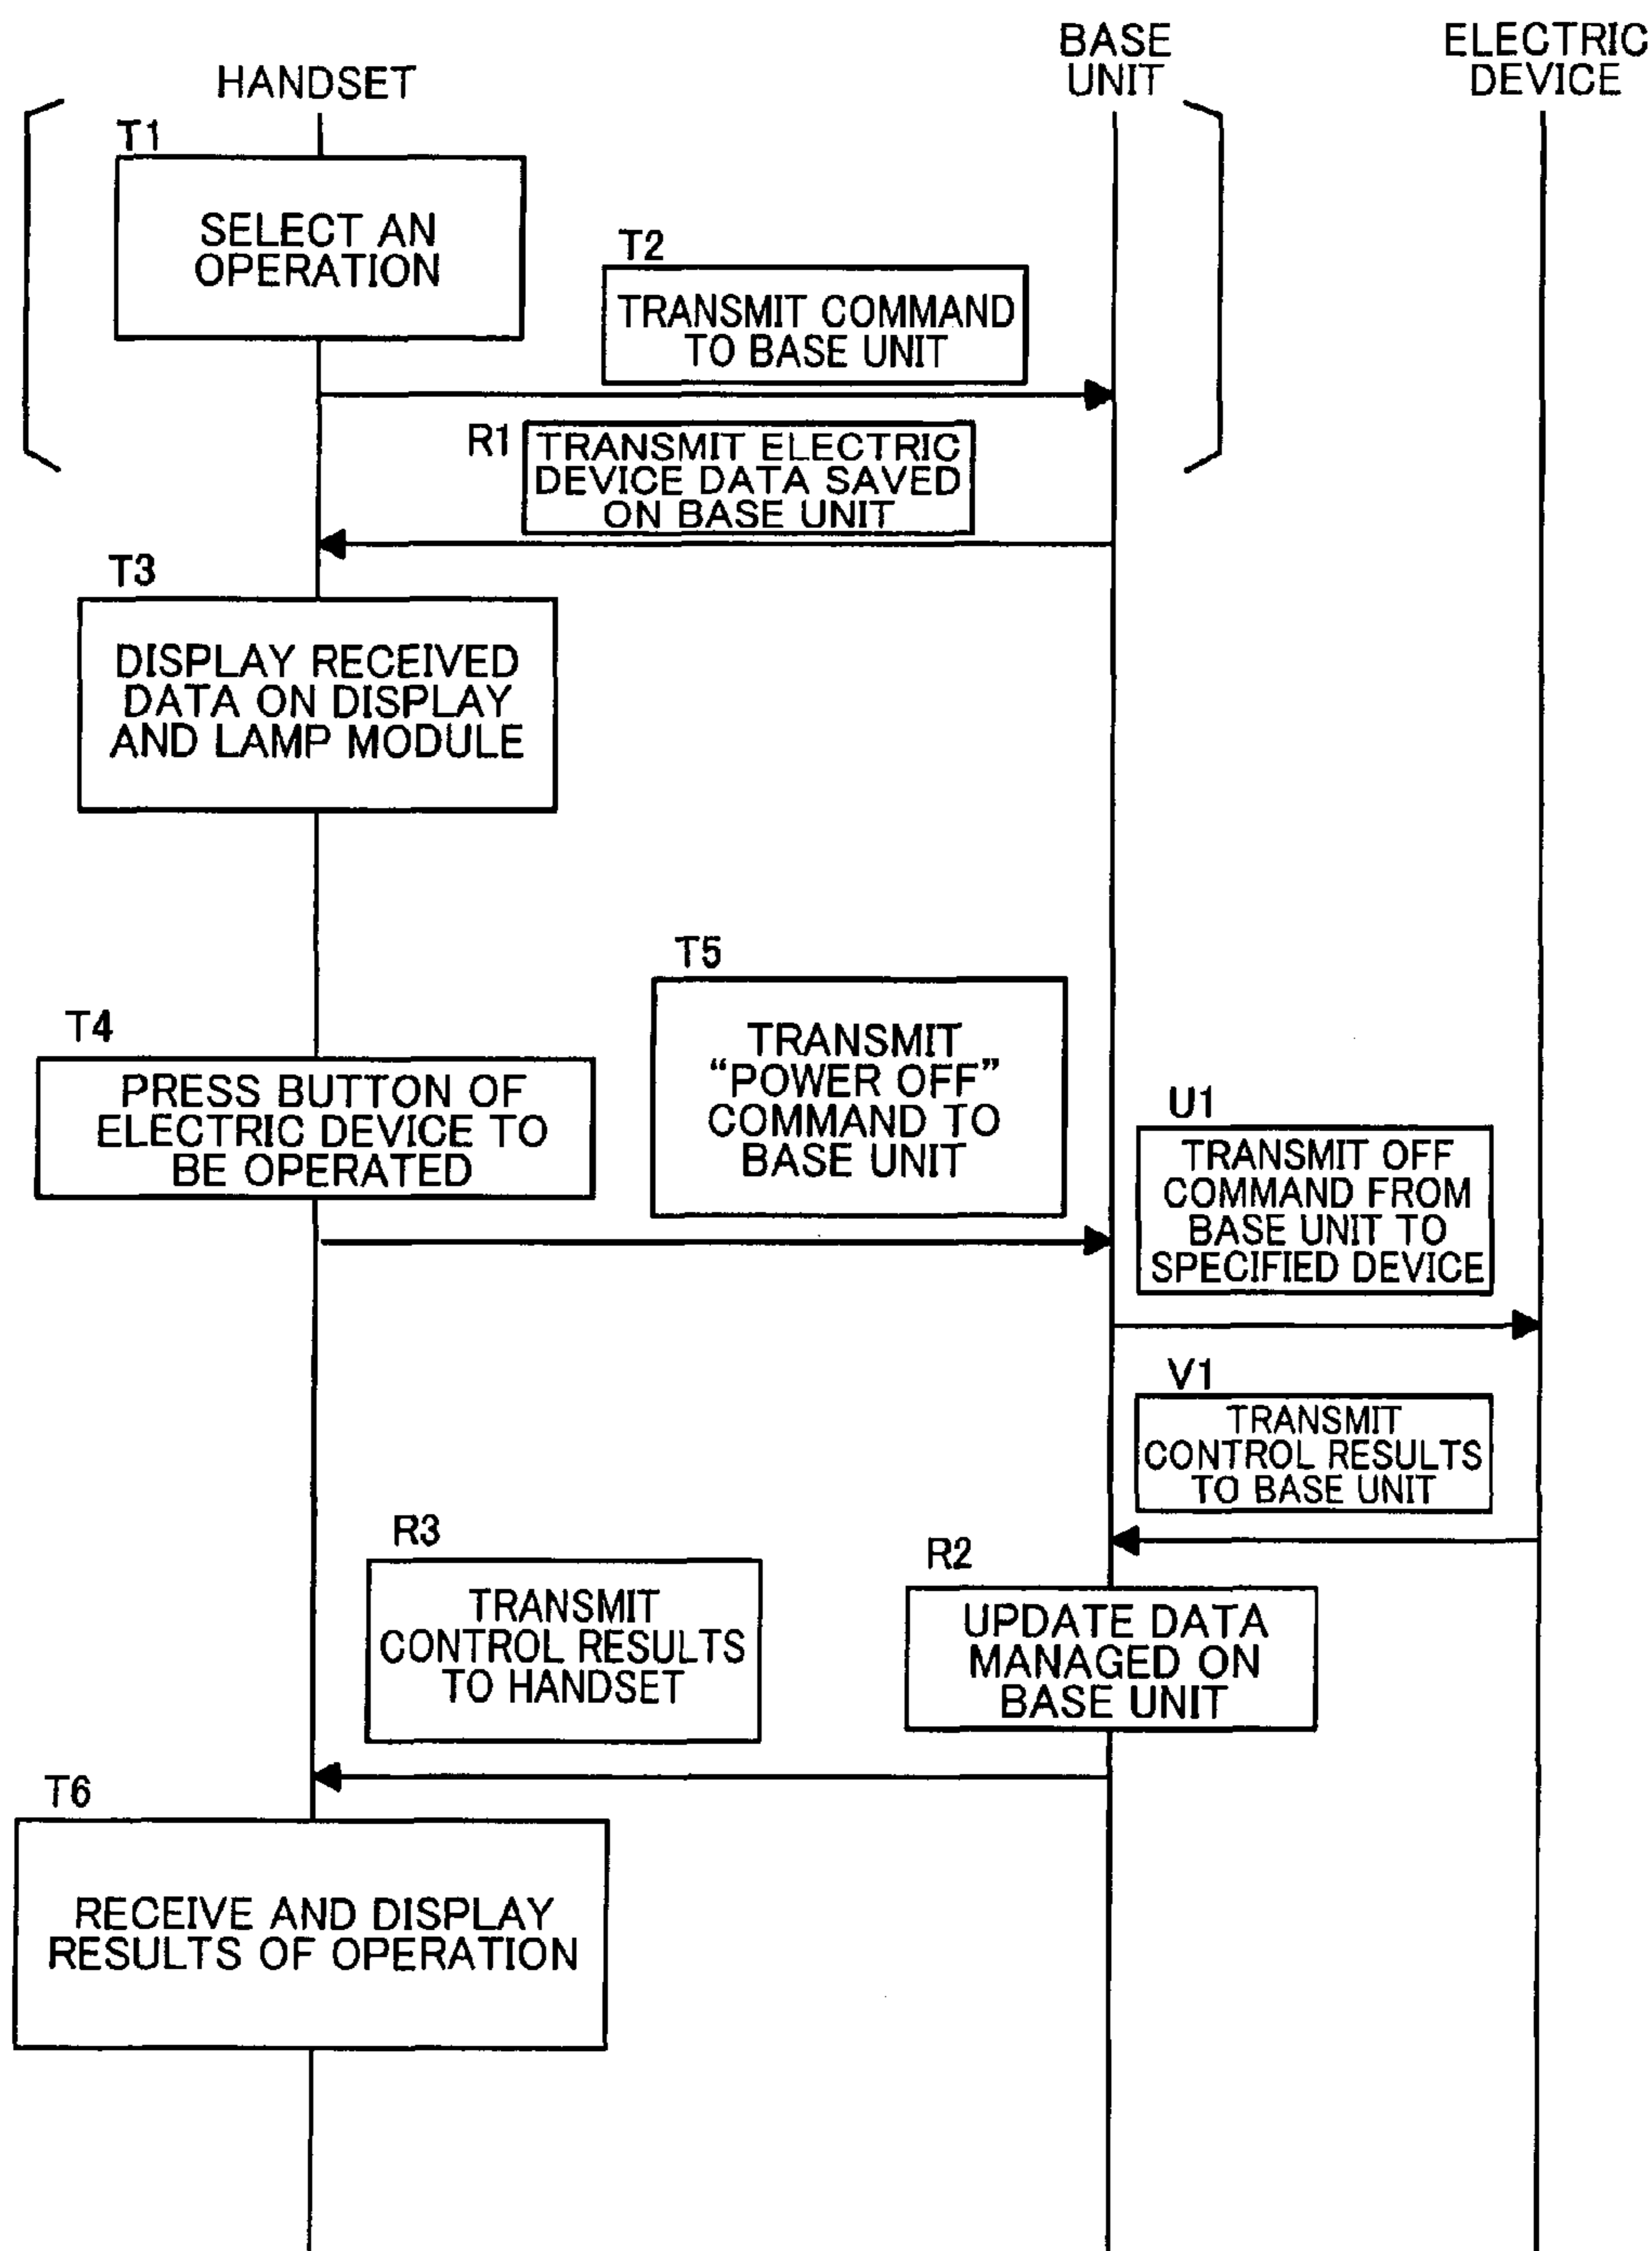 HANDSET
BASE
UNIT
ELECTRIC
DEVICE
T1
SELECT AN
OPERATION
T2
TRANSMIT COMMAND
TO BASE UNIT
R1
TRANSMIT ELECTRIC
DEVICE DATA SAVED
ON BASE UNIT
T3
DISPLAY RECEIVED
DATA ON DISPLAY
AND LAMP MODULE
T4
PRESS BUTTON OF
ELECTRIC DEVICE TO
BE OPERATED
T5
TRANSMIT
“POWER OFF”
COMMAND TO
BASE UNIT
U1
TRANSMIT OFF
COMMAND FROM
BASE UNIT TO
SPECIFIED DEVICE
V1
TRANSMIT
CONTROL RESULTS
TO BASE UNIT
R2
UPDATE DATA
MANAGED ON
BASE UNIT
R3
TRANSMIT
CONTROL RESULTS
TO HANDSET
T6
RECEIVE AND DISPLAY
RESULTS OF OPERATION